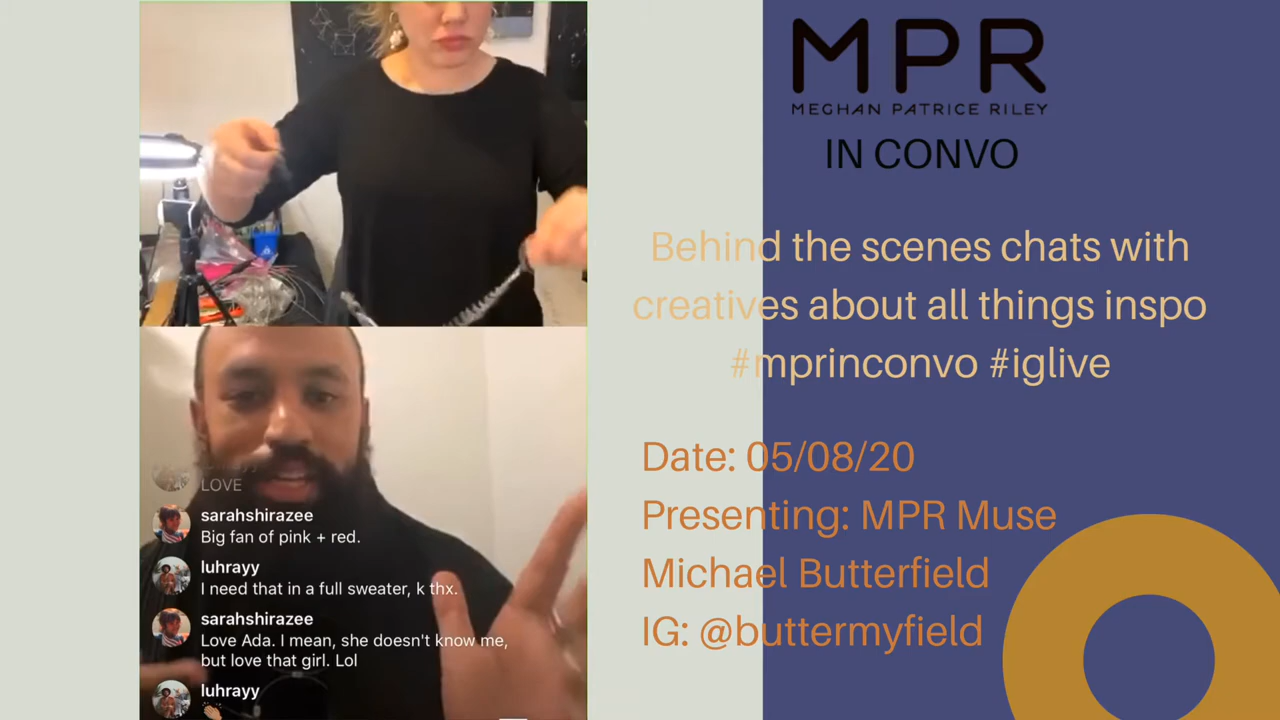 LOVE
sarahshirazee
Big fan of pink + red.
luhrayy
I need that in a full sweater, k thx.
sarahshirazee
Love Ada. I mean, she doesn't know me,
but love that girl. Lol
luhrayy
MPR
MEGHAN PATRICE RILEY
IN CONVO
Behind the scenes chats with
creatives about all things inspo
#mprinconvo #iglive
Date: 05/08/20
Presenting: MPR Muse
Michael Butterfield
IG: @buttermyfield